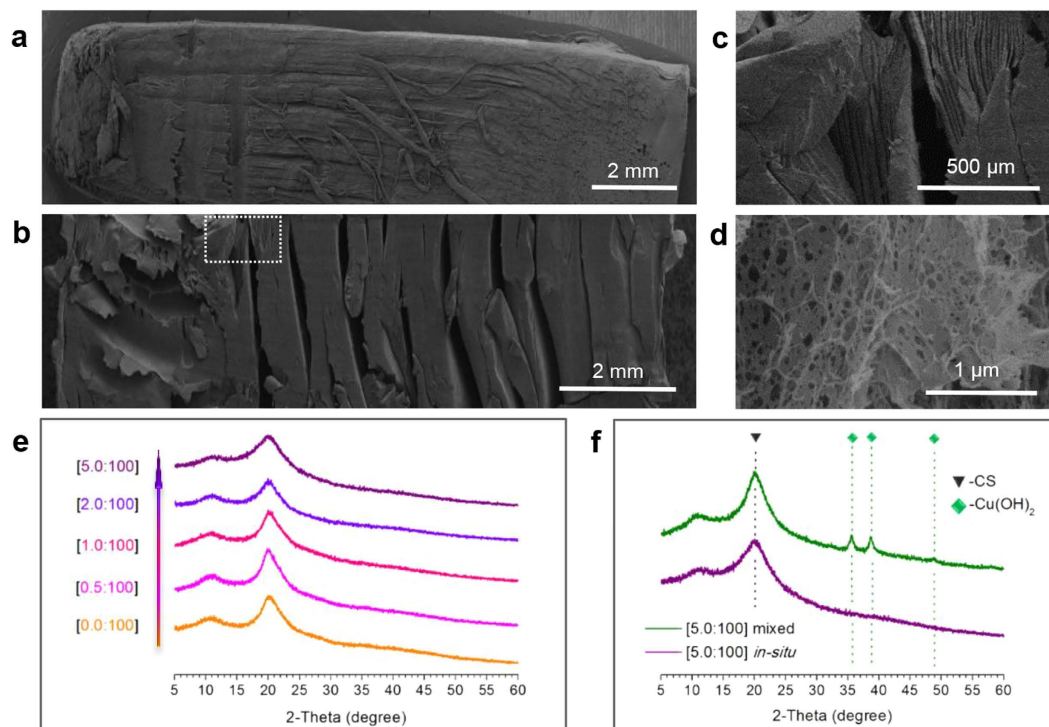 a
2 mm
b
2 mm
c
500 µm
d
1 µm
e
[5.0:100]
[2.0:100]
[1.0:100]
[0.5:100]
[0.0:100]
5 10 15 20 25 30 35 40 45 50 55 60
2-Theta (degree)
f
-CS
-Cu(OH)2
[5.0:100] mixed
[5.0:100] in-situ
5 10 15 20 25 30 35 40 45 50 55 60
2-Theta (degree)